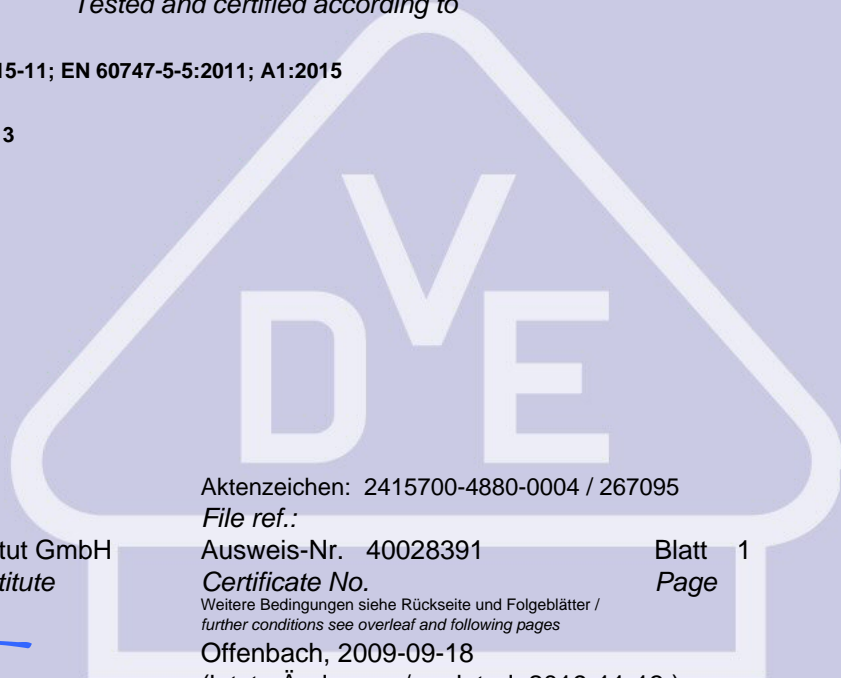 Tested and certified according to
15-11; EN 60747-5-5:2011; A1:2015
3
DVE
Aktenzeichen: 2415700-4880-0004 / 267095
File ref.:
tut GmbH Ausweis-Nr. 40028391 Blatt 1
titute Certificate No. Page
Weitere Bedingungen siehe Rückseite und Folgeblätter /
further conditions see overleaf and following pages
Offenbach, 2009-09-18